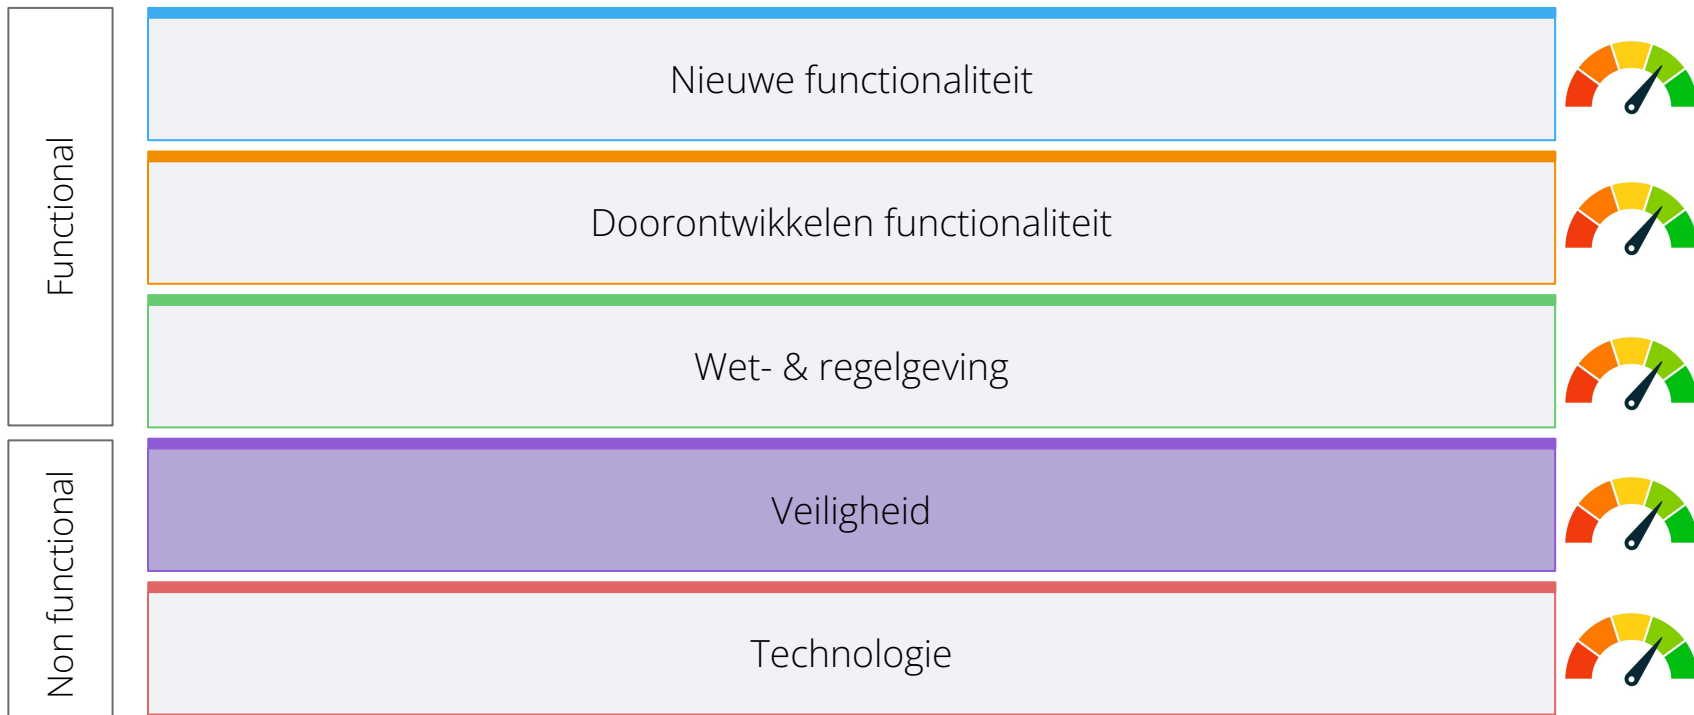 Functional
Nieuwe functionaliteit
Doorontwikkelen functionaliteit
Wet- & regelgeving
Non functional
Veiligheid
Technologie